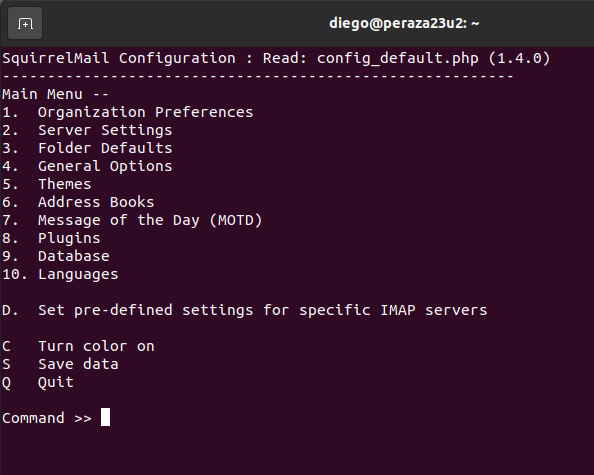 diego@peraza23u2: ~
SquirrelMail Configuration : Read: config_default.php (1.4.0)
---------------------------------------------------------
Main Menu --
1.  Organization Preferences
2.  Server Settings
3.  Folder Defaults
4.  General Options
5.  Themes
6.  Address Books
7.  Message of the Day (MOTD)
8.  Plugins
9.  Database
10. Languages

D.  Set pre-defined settings for specific IMAP servers

C   Turn color on
S   Save data
Q   Quit

Command >>